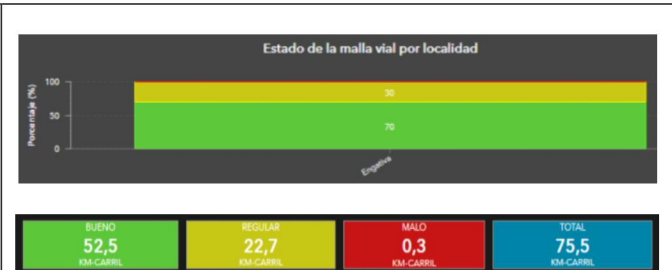 Estado de la malla vial por localidad
Porcentaje (%)
100
50
0
30
70
Engativa
BUENO
52,5
KM-CARRIL
REGULAR
22,7
KM-CARRIL
MALO
0,3
KM-CARRIL
TOTAL
75,5
KM-CARRIL